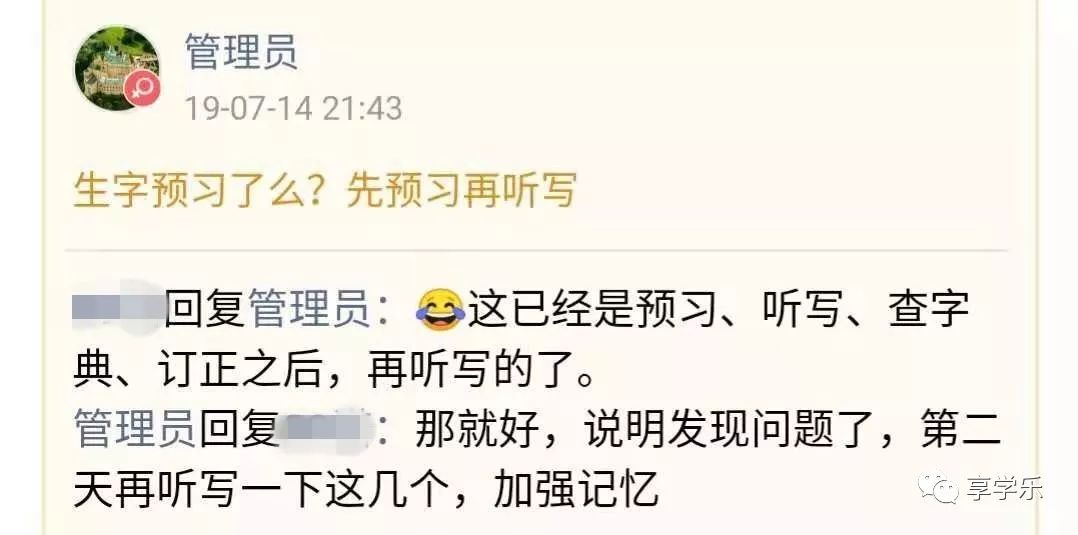 管理员
19-07-14 21:43
生字预习了么？先预习再听写
回复管理员：😂这已经是预习、听写、查字
典、订正之后，再听写的了。
管理员回复：那就好，说明发现问题了，第二
天再听写一下这几个，加强记忆
享学乐